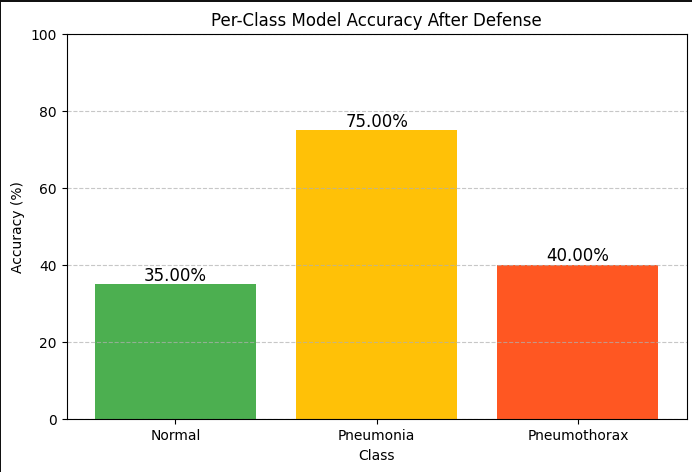 Per-Class Model Accuracy After Defense
100
80
60
40
20
0
Accuracy (%)
35.00%
75.00%
40.00%
Normal
Pneumonia
Pneumothorax
Class